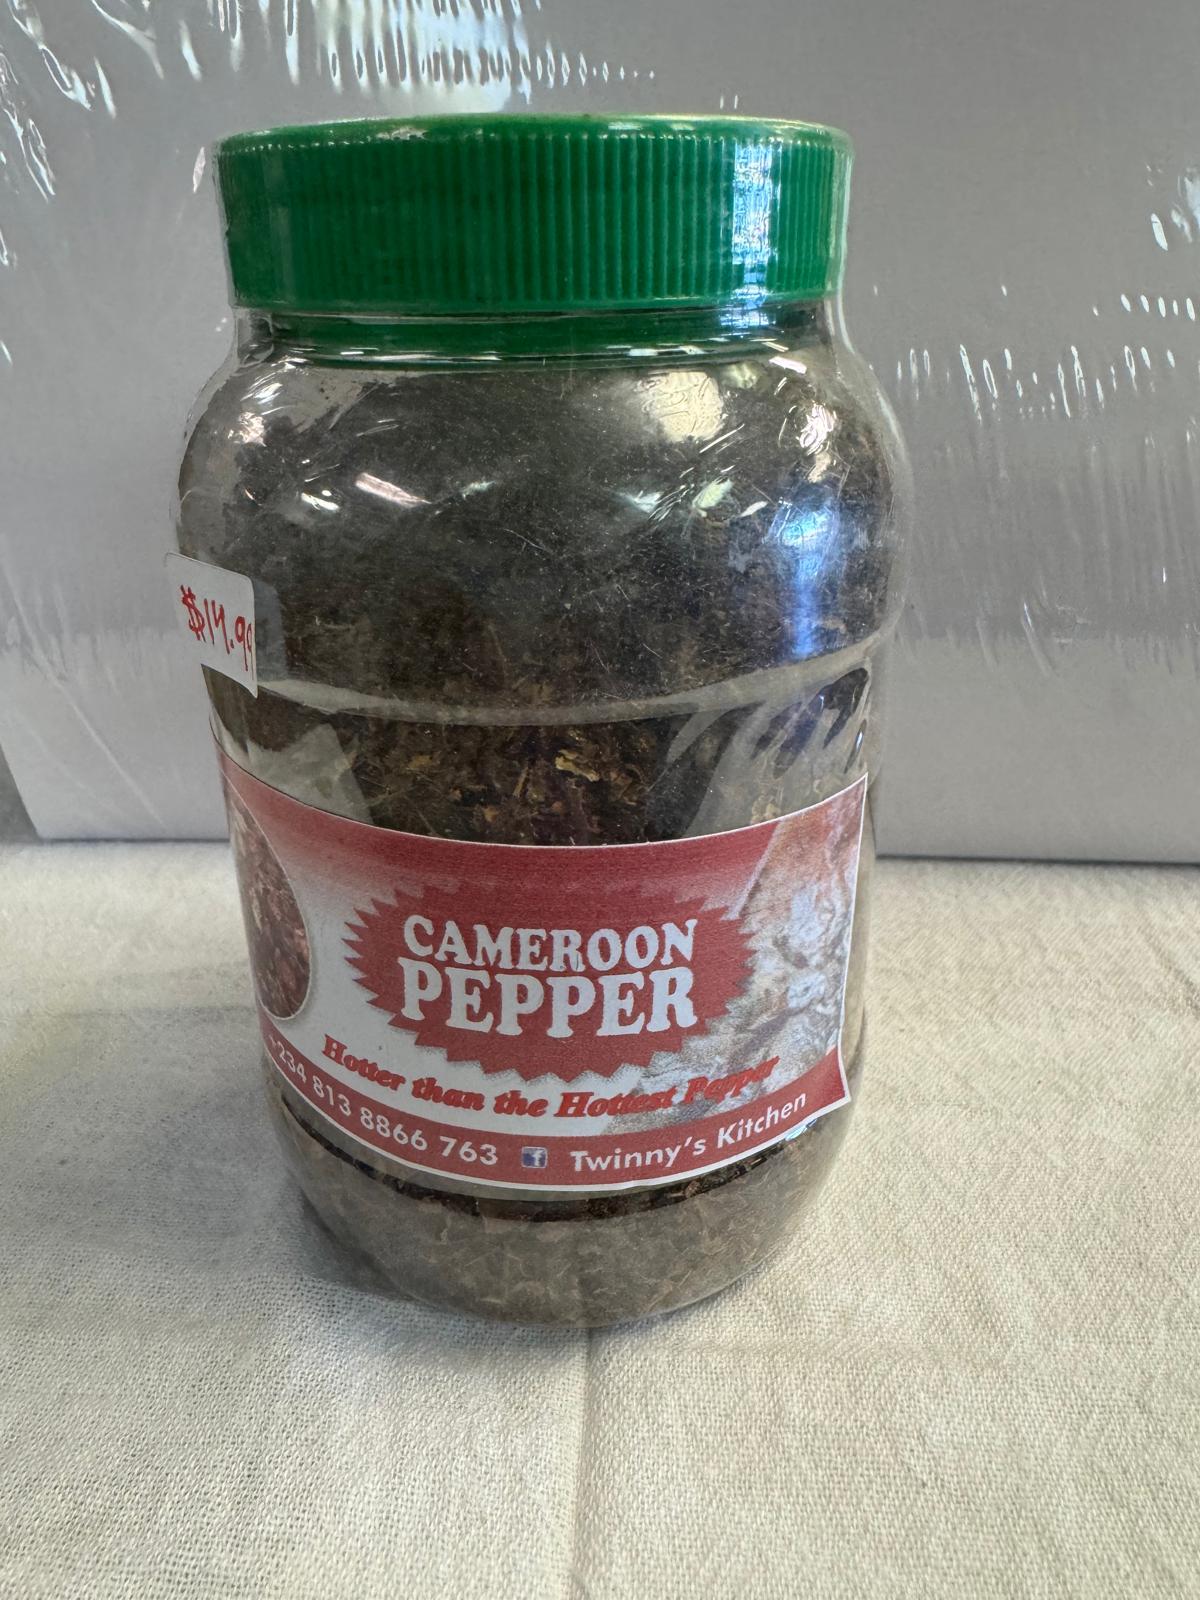 $14.99
CAMEROON
PEPPER
Hotter than the Hottest Pepper
+234 813 8866 763 f Twinny's Kitchen